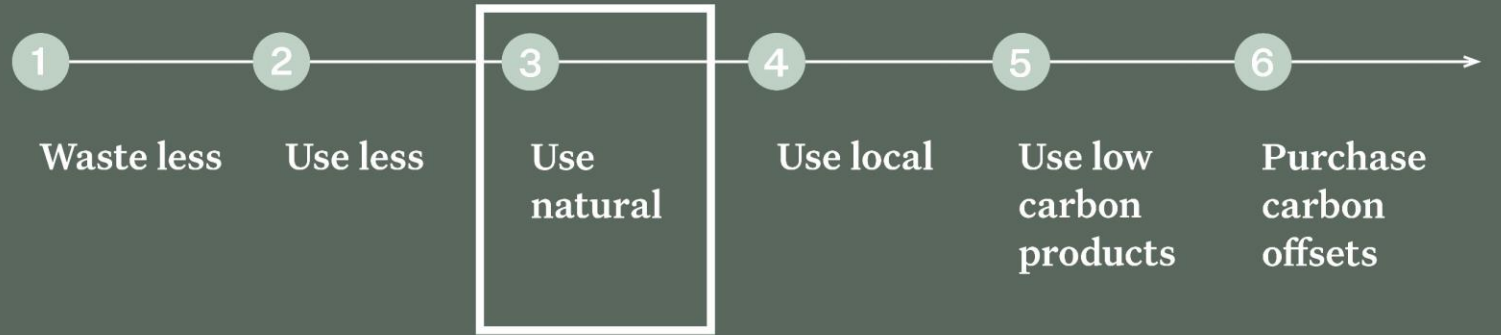 1
Waste less
2
Use less
3
Use
natural
4
Use local
5
Use low
carbon
products
6
Purchase
carbon
offsets